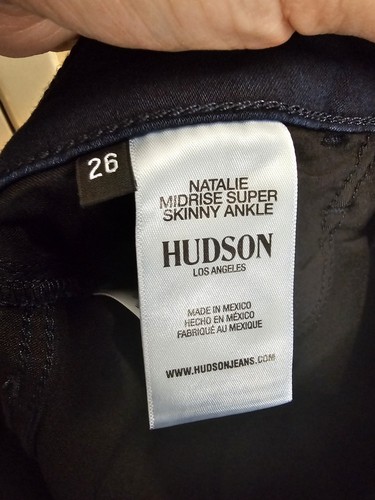 26
NATALIE
MIDRISE SUPER
SKINNY ANKLE
HUDSON
LOS ANGELES
MADE IN MEXICO
HECHO EN MÉXICO
FABRIQUÉ AU MEXIQUE
WWW.HUDSONJEANS.COM